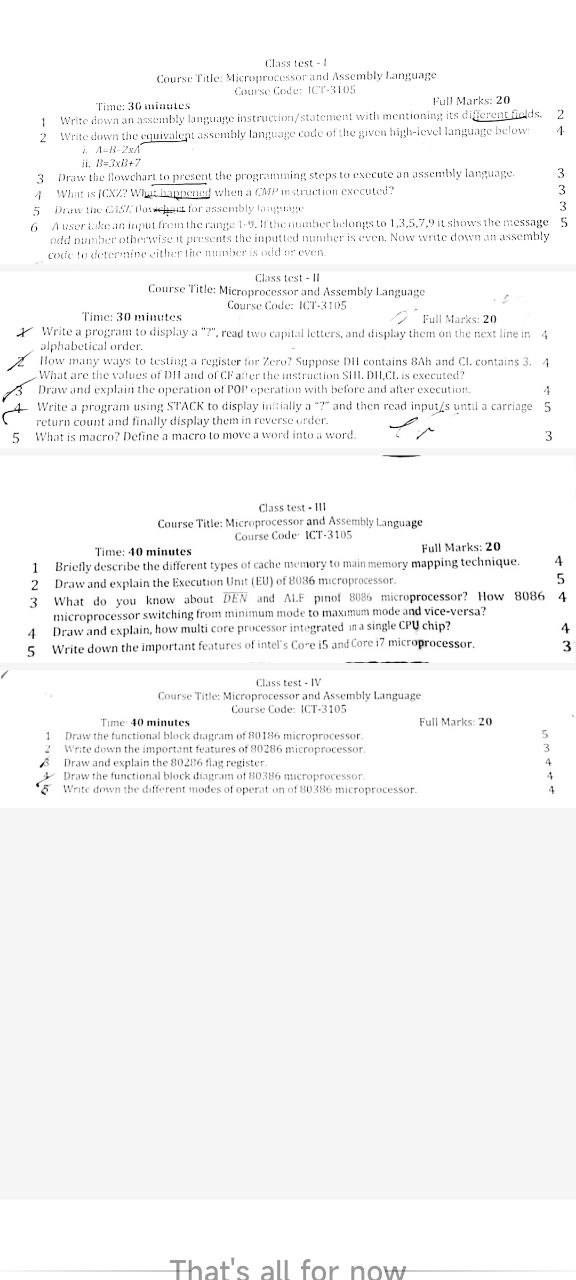 Class test - I
Course Title: Microprocessor and Assembly Language
Course Code: ICT-3105
Time: 30 minutes Full Marks: 20
1 Write down an assembly language instruction/statement with mentioning its different fields. 2
2 Write down the equivalent assembly language code of the given high-level language below: 4
i. A=B-2xA
ii. B=3xB+7
3 Draw the flowchart to present the programming steps to execute an assembly language. 3
4 What is JCXZ? What happened when a CMP instruction executed? 3
5 Draw the CASE flowchart for assembly language 3
6 A user take an input from the range 1-9. If the number belongs to 1,3,5,7,9 it shows the message 5
odd number otherwise it presents the inputted number is even. Now write down an assembly
code to determine either the number is odd or even.
Class test - II
Course Title: Microprocessor and Assembly Language
Course Code: ICT-3105
Time: 30 minutes Full Marks: 20
1 Write a program to display a "?", read two capital letters, and display them on the next line in 4
alphabetical order.
2 How many ways to testing a register for Zero? Suppose DH contains 8Ah and CL contains 3. 4
What are the values of DH and of CF after the instruction SHL DH,CL is executed?
3 Draw and explain the operation of POP operation with before and after execution. 4
4 Write a program using STACK to display initially a "?" and then read input/s until a carriage 5
return count and finally display them in reverse order.
5 What is macro? Define a macro to move a word into a word. 3
Class test - III
Course Title: Microprocessor and Assembly Language
Course Code: ICT-3105
Time: 40 minutes Full Marks: 20
1 Briefly describe the different types of cache memory to main memory mapping technique. 4
2 Draw and explain the Execution Unit (EU) of 8086 microprocessor. 5
3 What do you know about D̅E̅N̅ and ALE pinof 8086 microprocessor? How 8086 4
microprocessor switching from minimum mode to maximum mode and vice-versa?
4 Draw and explain, how multi core processor integrated in a single CPU chip? 4
5 Write down the important features of intel's Core i5 and Core i7 microprocessor. 3
Class test - IV
Course Title: Microprocessor and Assembly Language
Course Code: ICT-3105
Time: 40 minutes Full Marks: 20
1 Draw the functional block diagram of 80186 microprocessor. 5
2 Write down the important features of 80286 microprocessor. 3
3 Draw and explain the 80286 flag register. 4
4 Draw the functional block diagram of 80386 microprocessor. 4
5 Write down the different modes of operation of 80386 microprocessor. 4
That's all for now